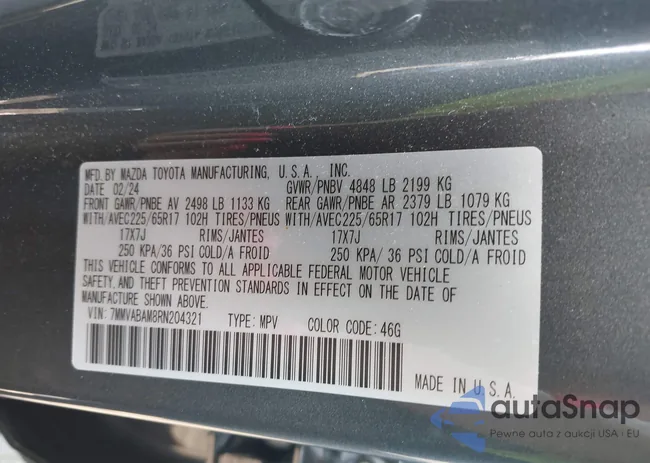 MFD. BY MAZDA TOYOTA MANUFACTURING, U.S.A., INC.
DATE 02/24 GVWR/PNBV 4848 LB 2199 KG
FRONT GAWR/PNBE AV 2498 LB 1133 KG REAR GAWR/PNBE AR 2379 LB 1079 KG
WITH/AVEC225/65R17 102H TIRES/PNEUS WITH/AVEC225/65R17 102H TIRES/PNEUS
17X7J RIMS/JANTES 17X7J RIMS/JANTES
250 KPA/36 PSI COLD/A FROID 250 KPA/ 36 PSI COLD/A FROID
THIS VEHICLE CONFORMS TO ALL APPLICABLE FEDERAL MOTOR VEHICLE
SAFETY, AND THEFT PREVENTION STANDARDS IN EFFECT ON THE DATE OF
MANUFACTURE SHOWN ABOVE.
VIN: 7MMVABAM8RN204321 TYPE: MPV COLOR CODE: 46G
MADE IN U.S.A.
autaSnap
Pewne auta z aukcji USA i EU